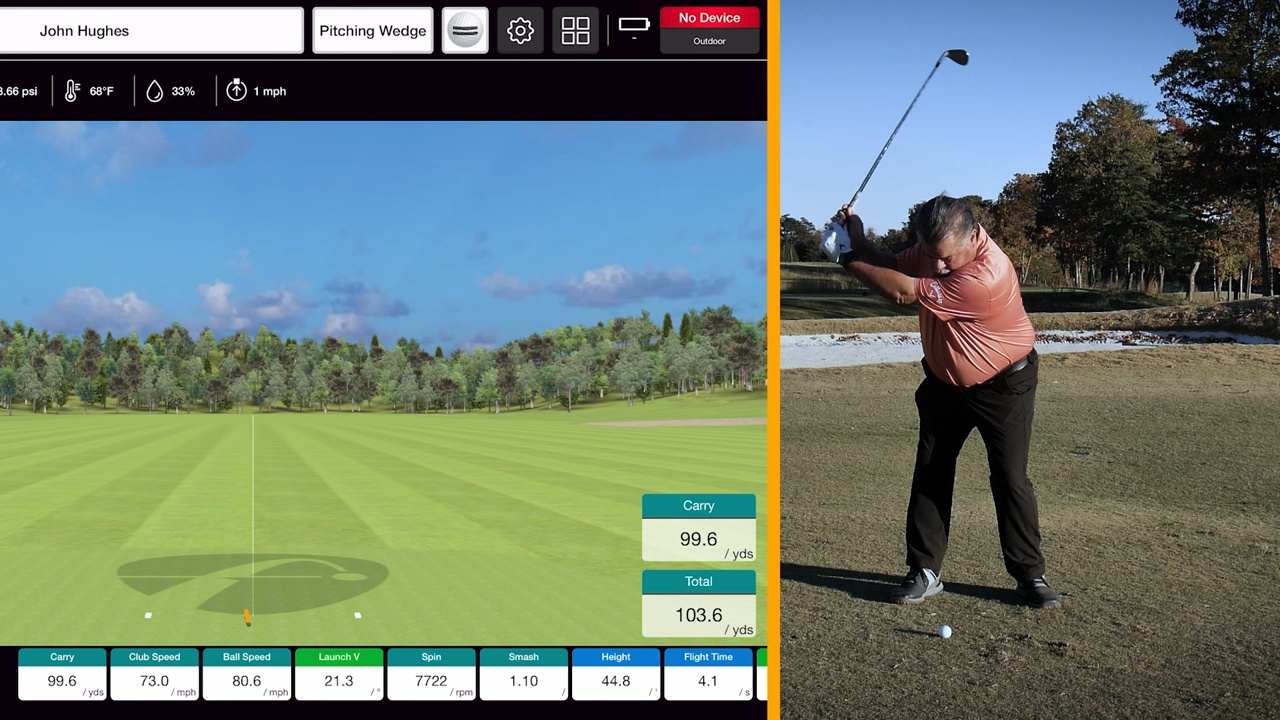 John Hughes
Pitching Wedge
No Device
Outdoor
-
3.66 psi
68°F
33%
1 mph
Carry
99.6
/ yds
Total
103.6
/ yds
Carry
99.6
/ yds
Club Speed
73.0
/ mph
Ball Speed
80.6
/ mph
Launch V
21.3
/ °
Spin
7722
/ rpm
Smash
1.10
/
Height
44.8
/ '
Flight Time
4.1
/ s